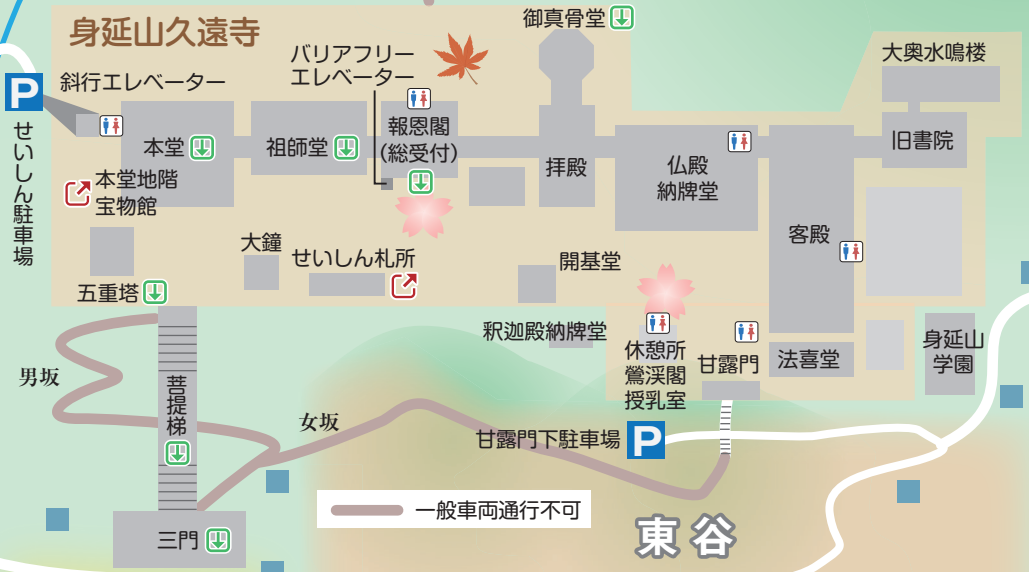 身延山久遠寺
御真骨堂
バリアフリー
エレベーター
大奥水鳴楼
斜行エレベーター
P
せいしん駐車場
本堂
祖師堂
報恩閣
(総受付)
拝殿
仏殿
納牌堂
旧書院
本堂地階
宝物館
客殿
大鐘
せいしん札所
開基堂
五重塔
釈迦殿納牌堂
休憩所
鶯渓閣
授乳室
甘露門
法喜堂
身延山
学園
男坂
菩提梯
女坂
甘露門下駐車場
P
一般車両通行不可
三門
東谷